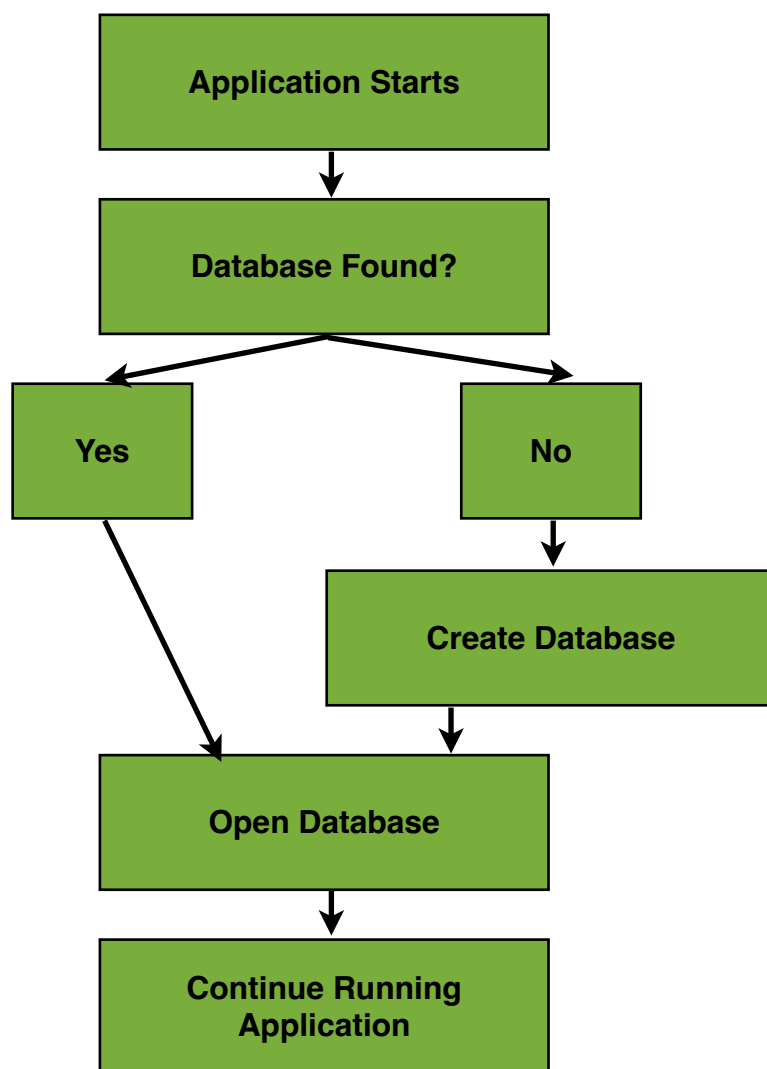 Application Starts
Database Found?
Yes
No
Create Database
Open Database
Continue Running
Application